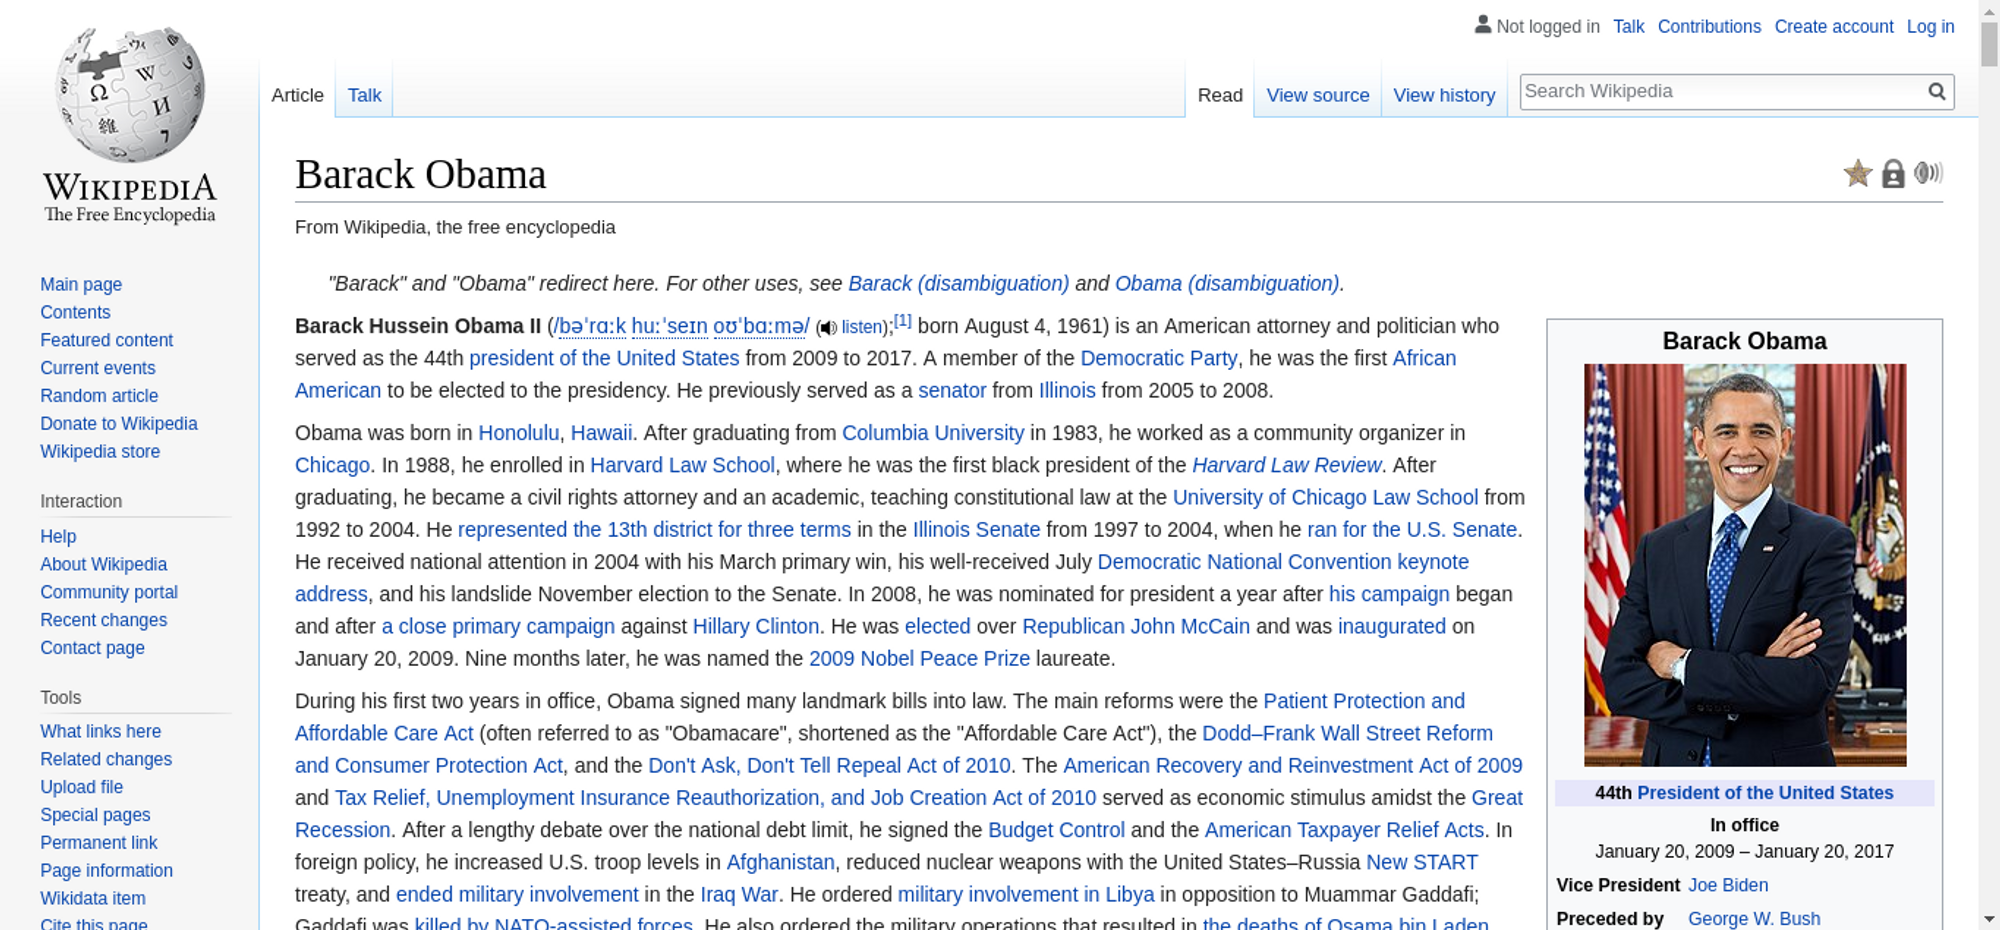 Not logged in Talk Contributions Create account Log in
Article Talk Read View source View history Search Wikipedia
WIKIPEDIA
The Free Encyclopedia
Main page
Contents
Featured content
Current events
Random article
Donate to Wikipedia
Wikipedia store
Interaction
Help
About Wikipedia
Community portal
Recent changes
Contact page
Tools
What links here
Related changes
Upload file
Special pages
Permanent link
Page information
Wikidata item
Cite this page
Barack Obama
From Wikipedia, the free encyclopedia
"Barack" and "Obama" redirect here. For other uses, see Barack (disambiguation) and Obama (disambiguation).
Barack Hussein Obama II (/bəˈrɑːk huːˈseɪn oʊˈbɑːmə/ (listen);[1] born August 4, 1961) is an American attorney and politician who
served as the 44th president of the United States from 2009 to 2017. A member of the Democratic Party, he was the first African
American to be elected to the presidency. He previously served as a senator from Illinois from 2005 to 2008.
Obama was born in Honolulu, Hawaii. After graduating from Columbia University in 1983, he worked as a community organizer in
Chicago. In 1988, he enrolled in Harvard Law School, where he was the first black president of the Harvard Law Review. After
graduating, he became a civil rights attorney and an academic, teaching constitutional law at the University of Chicago Law School from
1992 to 2004. He represented the 13th district for three terms in the Illinois Senate from 1997 to 2004, when he ran for the U.S. Senate.
He received national attention in 2004 with his March primary win, his well-received July Democratic National Convention keynote
address, and his landslide November election to the Senate. In 2008, he was nominated for president a year after his campaign began
and after a close primary campaign against Hillary Clinton. He was elected over Republican John McCain and was inaugurated on
January 20, 2009. Nine months later, he was named the 2009 Nobel Peace Prize laureate.
During his first two years in office, Obama signed many landmark bills into law. The main reforms were the Patient Protection and
Affordable Care Act (often referred to as "Obamacare", shortened as the "Affordable Care Act"), the Dodd–Frank Wall Street Reform
and Consumer Protection Act, and the Don't Ask, Don't Tell Repeal Act of 2010. The American Recovery and Reinvestment Act of 2009
and Tax Relief, Unemployment Insurance Reauthorization, and Job Creation Act of 2010 served as economic stimulus amidst the Great
Recession. After a lengthy debate over the national debt limit, he signed the Budget Control and the American Taxpayer Relief Acts. In
foreign policy, he increased U.S. troop levels in Afghanistan, reduced nuclear weapons with the United States–Russia New START
treaty, and ended military involvement in the Iraq War. He ordered military involvement in Libya in opposition to Muammar Gaddafi;
Gaddafi was killed by NATO-assisted forces. He also ordered the military operations that resulted in the deaths of Osama bin Laden
Barack Obama
44th President of the United States
In office
January 20, 2009 – January 20, 2017
Vice President Joe Biden
Preceded by George W. Bush